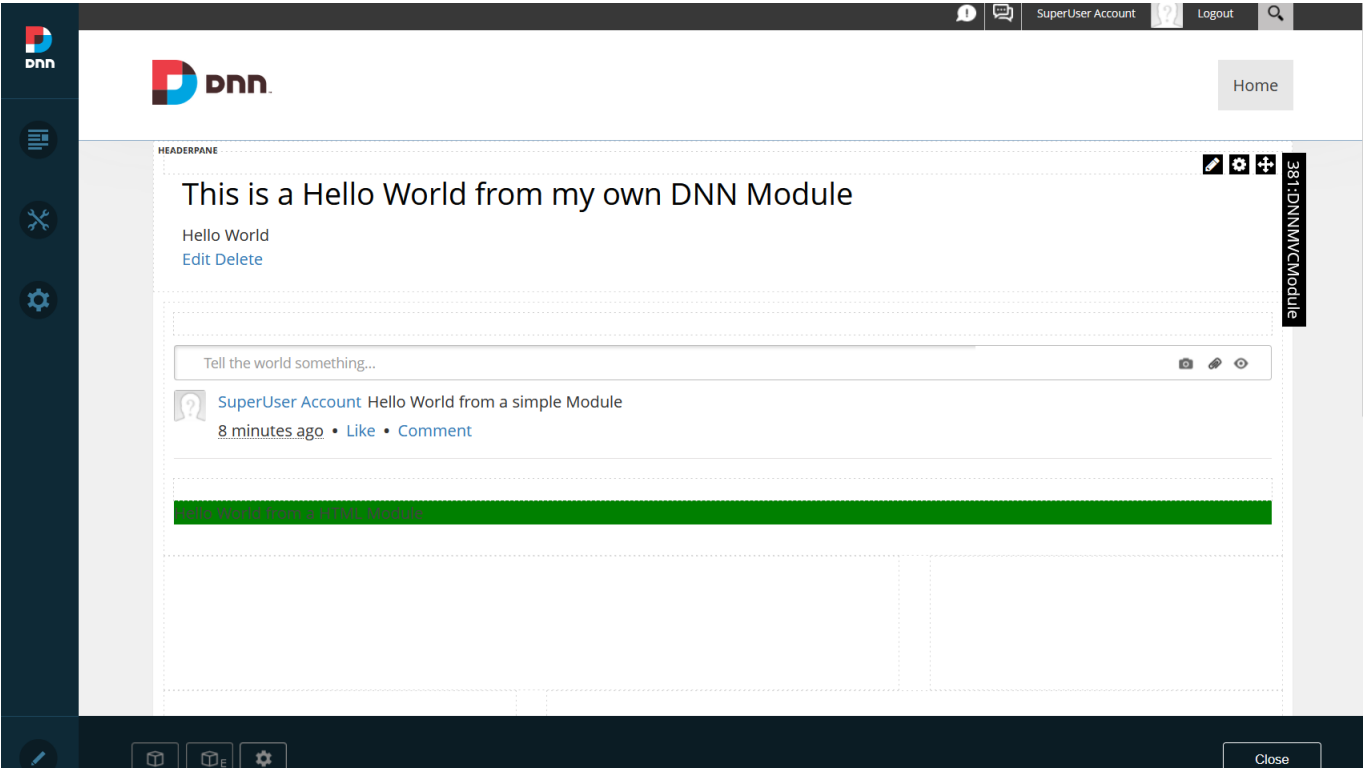 SuperUser Account
Logout
DNN
DNN
Home
HEADERPANE
This is a Hello World from my own DNN Module
381:DNNMVCModule
Hello World
Edit Delete
Tell the world something...
SuperUser Account Hello World from a simple Module
8 minutes ago • Like • Comment
Hello World from a HTML Module
E
Close